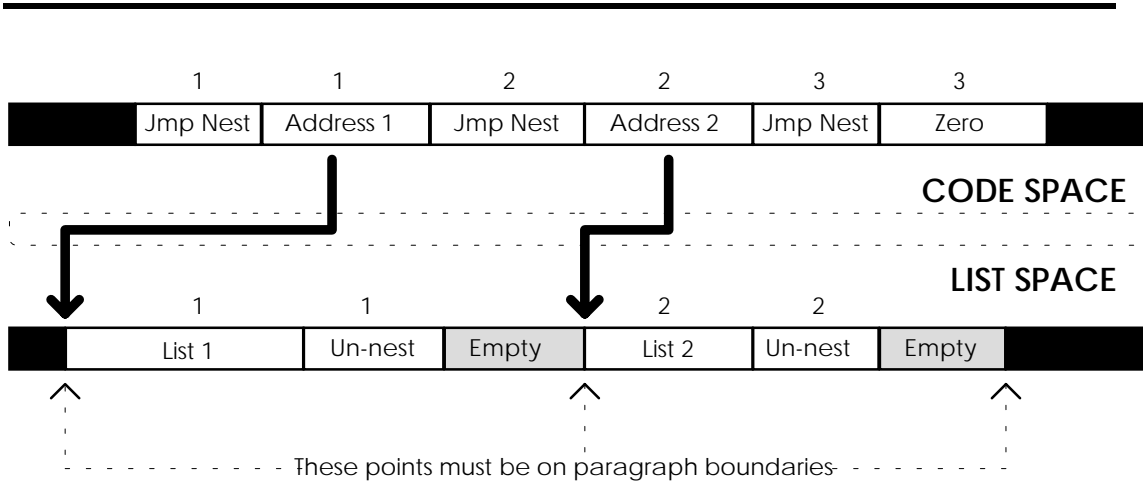 1 1 2 2 3 3
Jmp Nest Address 1 Jmp Nest Address 2 Jmp Nest Zero
CODE SPACE
LIST SPACE
1 1 2 2
List 1 Un-nest Empty List 2 Un-nest Empty
These points must be on paragraph boundaries